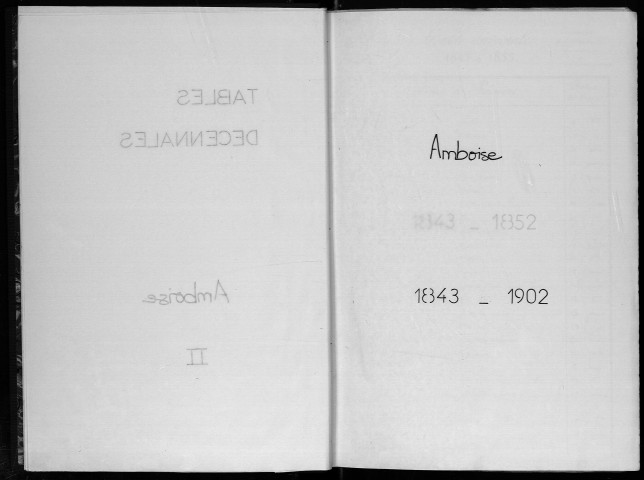 TABLES
DECENNALES
Amboise
II
Amboise
1843 _ 1852
1843 _ 1902